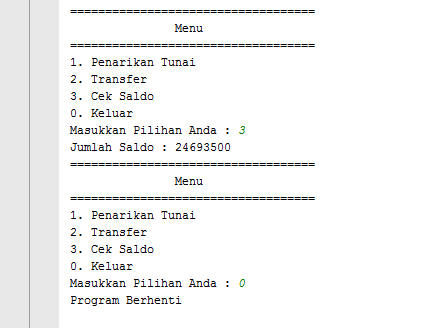 ===================================
Menu
===================================
1. Penarikan Tunai
2. Transfer
3. Cek Saldo
0. Keluar
Masukkan Pilihan Anda : 3
Jumlah Saldo : 24693500
===================================
Menu
===================================
1. Penarikan Tunai
2. Transfer
3. Cek Saldo
0. Keluar
Masukkan Pilihan Anda : 0
Program Berhenti